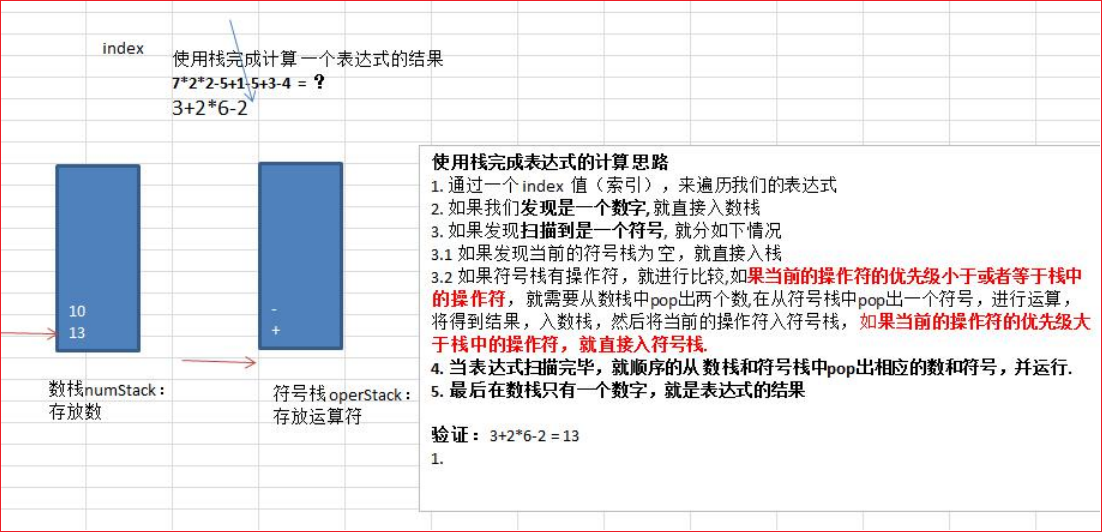 index
使用栈完成计算一个表达式的结果
7*2*2-5+1-5+3-4 = ?
3+2*6-2
10
13
-
+
数栈numStack：
存放数
符号栈operStack：
存放运算符
使用栈完成表达式的计算 思路
1. 通过一个 index 值（索引），来遍历我们的表达式
2. 如果我们发现是一个数字, 就直接入数栈
3. 如果发现扫描到是一个符号, 就分如下情况
3.1 如果发现当前的符号栈为 空，就直接入栈
3.2 如果符号栈有操作符，就进行比较,如果当前的操作符的优先级小于或者等于栈中
的操作符，就需要从数栈中pop出两个数,在从符号栈中pop出一个符号，进行运算，
将得到结果，入数栈，然后将当前的操作符入符号栈，如果当前的操作符的优先级大
于栈中的操作符，就直接入符号栈.
4. 当表达式扫描完毕，就顺序的从 数栈和符号栈中pop出相应的数和符号，并运行.
5. 最后在数栈只有一个数字，就是表达式的结果
验证：3+2*6-2 = 13
1.